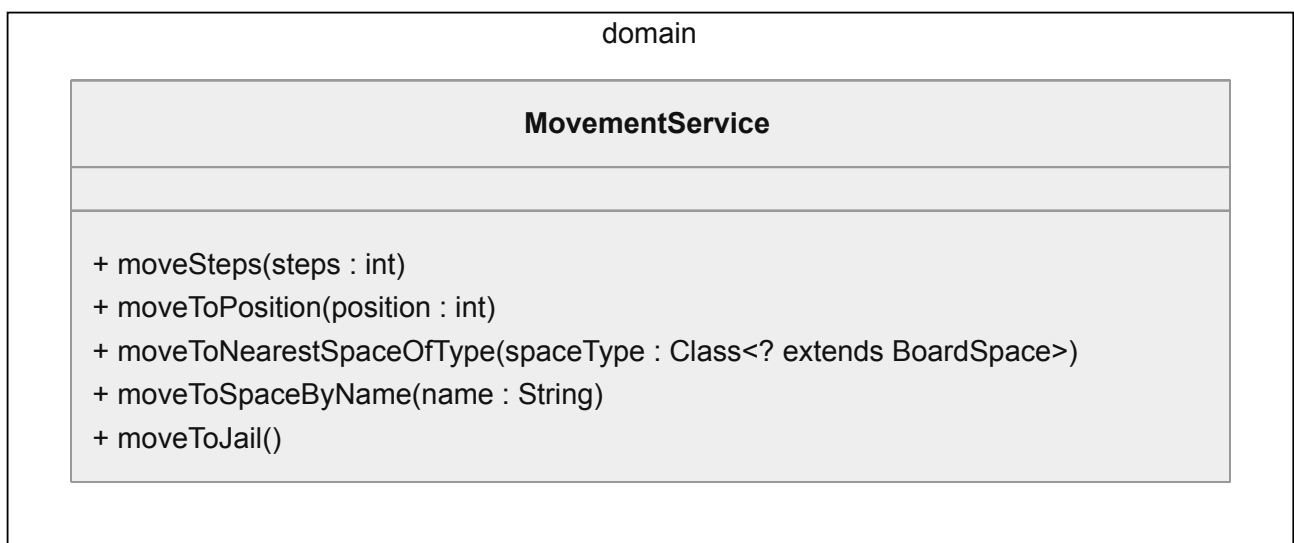 domain
MovementService
+ moveSteps(steps : int)
+ moveToPosition(position : int)
+ moveToNearestSpaceOfType(spaceType : Class<? extends BoardSpace>)
+ moveToSpaceByName(name : String)
+ moveToJail()